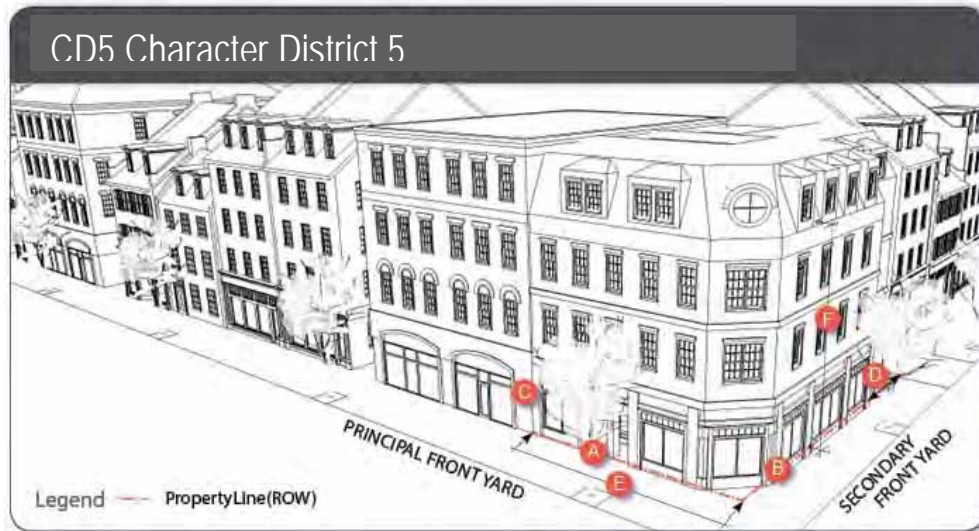 CD5 Character District 5
F
D
C
A
B
E
PRINCIPAL FRONT YARD
SECONDARY
FRONT YARD
Legend
PropertyLine(ROW)